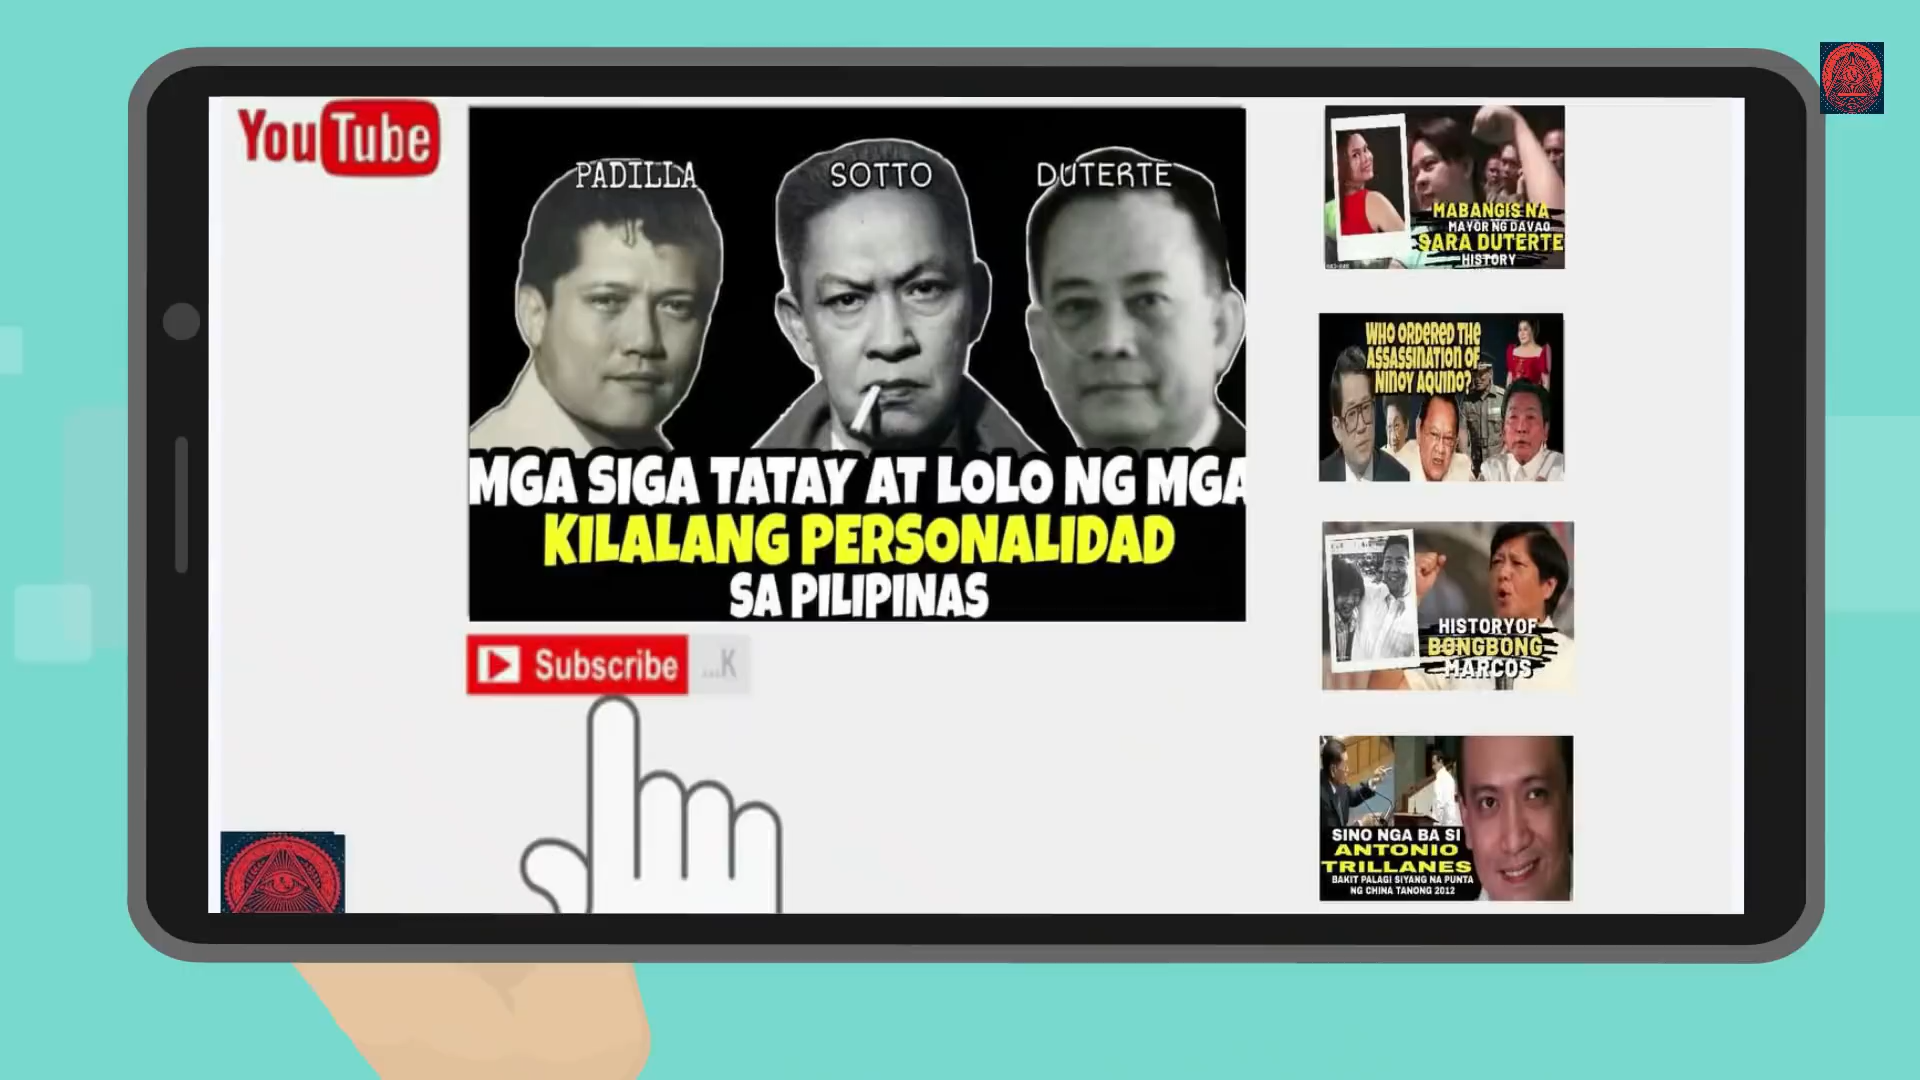 YouTube
PADILLA
SOTTO
DUTERTE
MGA SIGA TATAY AT LOLO NG MGA
KILALANG PERSONALIDAD
SA PILIPINAS
Subscribe
...K
MABANGIS NA
MAYOR NG DAVAO
SARA DUTERTE
HISTORY
WHO ORDERED THE
ASSASSINATION OF
NINOY AQUINO?
HISTORY OF
BONGBONG
MARCOS
SINO NGA BA SI
ANTONIO
TRILLANES
BAKIT PALAGI SIYANG NA PUNTA
NG CHINA TANONG 2012